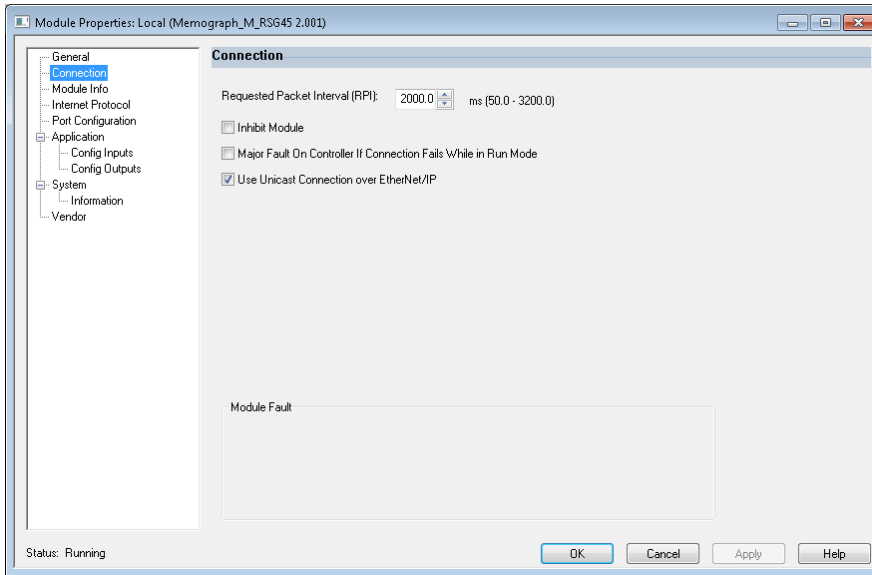 Module Properties: Local (Memograph_M_RSG45 2.001)
General
Connection
Module Info
Internet Protocol
Port Configuration
Application
Config Inputs
Config Outputs
System
Information
Vendor
Connection
Requested Packet Interval (RPI): 2000.0 ms (50.0 - 3200.0)
Inhibit Module
Major Fault On Controller If Connection Fails While in Run Mode
Use Unicast Connection over EtherNet/IP
Module Fault
Status: Running
OK Cancel Apply Help